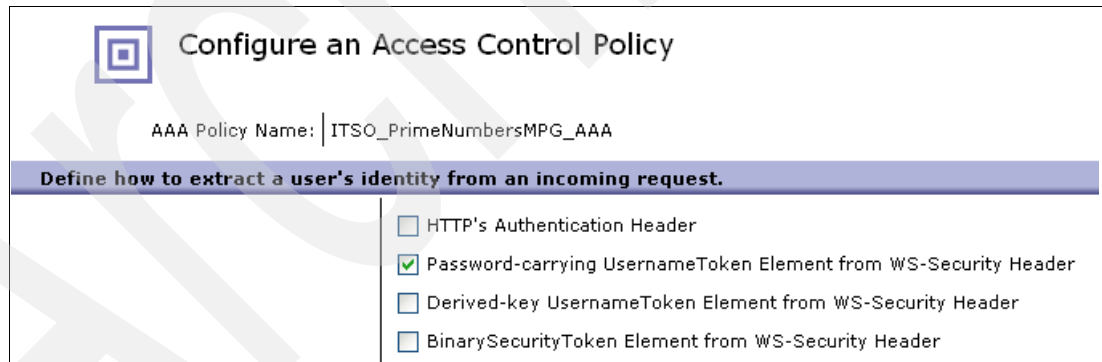 Configure an Access Control Policy
AAA Policy Name: ITSO_PrimeNumbersMPG_AAA
Define how to extract a user's identity from an incoming request.
HTTP's Authentication Header
Password-carrying UsernameToken Element from WS-Security Header
Derived-key UsernameToken Element from WS-Security Header
BinarySecurityToken Element from WS-Security Header